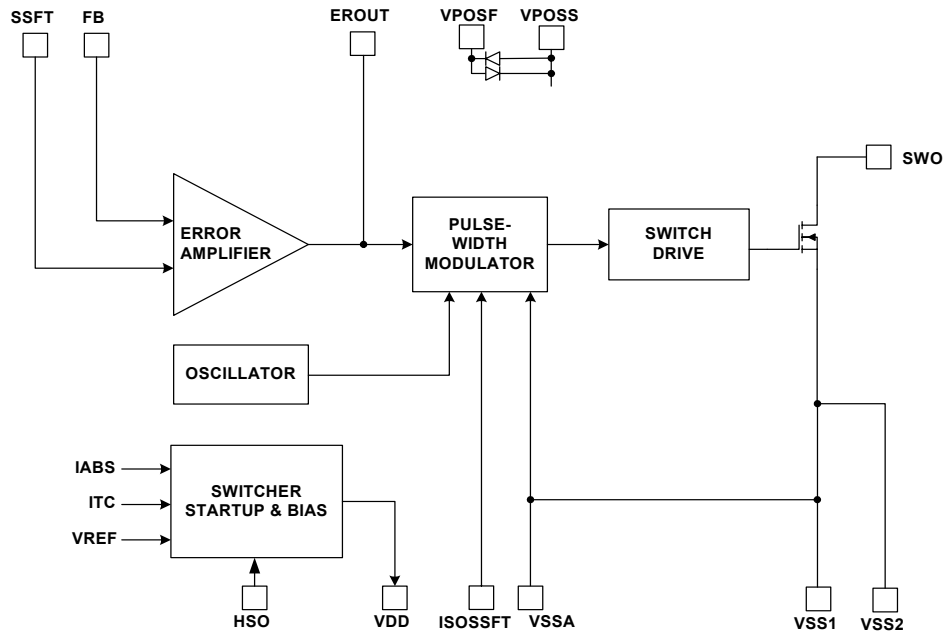 SSFT
FB
EROUT
VPOSF
VPOSS
SWO
ERROR
AMPLIFIER
PULSE-
WIDTH
MODULATOR
SWITCH
DRIVE
OSCILLATOR
IABS
ITC
VREF
SWITCHER
STARTUP & BIAS
HSO
VDD
ISOSSFT
VSSA
VSS1
VSS2